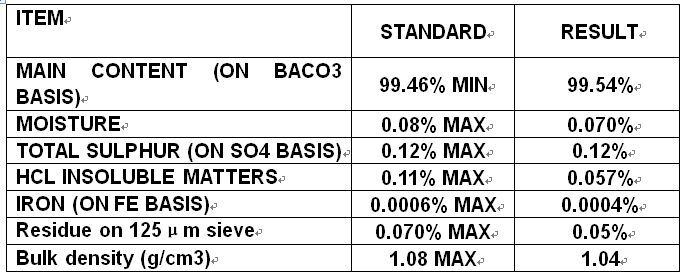 ITEM STANDARD RESULT
MAIN CONTENT (ON BACO3
BASIS) 99.46% MIN 99.54%
MOISTURE 0.08% MAX 0.070%
TOTAL SULPHUR (ON SO4 BASIS) 0.12% MAX 0.12%
HCL INSOLUBLE MATTERS 0.11% MAX 0.057%
IRON (ON FE BASIS) 0.0006% MAX 0.0004%
Residue on 125 μm sieve 0.070% MAX 0.05%
Bulk density (g/cm3) 1.08 MAX 1.04